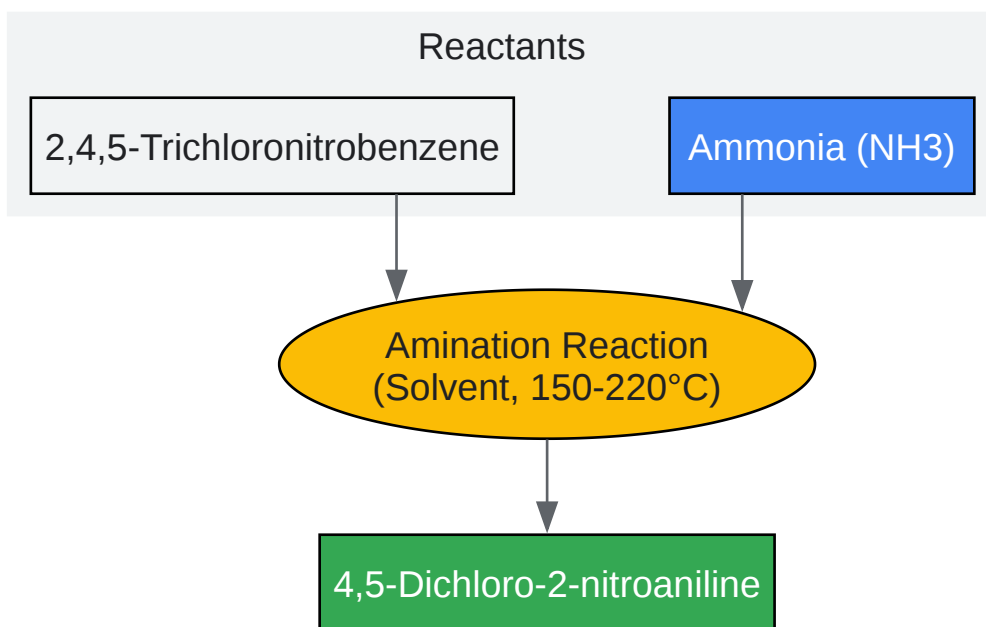 Reactants
2,4,5-Trichloronitrobenzene
Ammonia (NH3)
Amination Reaction
(Solvent, 150-220°C)
4,5-Dichloro-2-nitroaniline